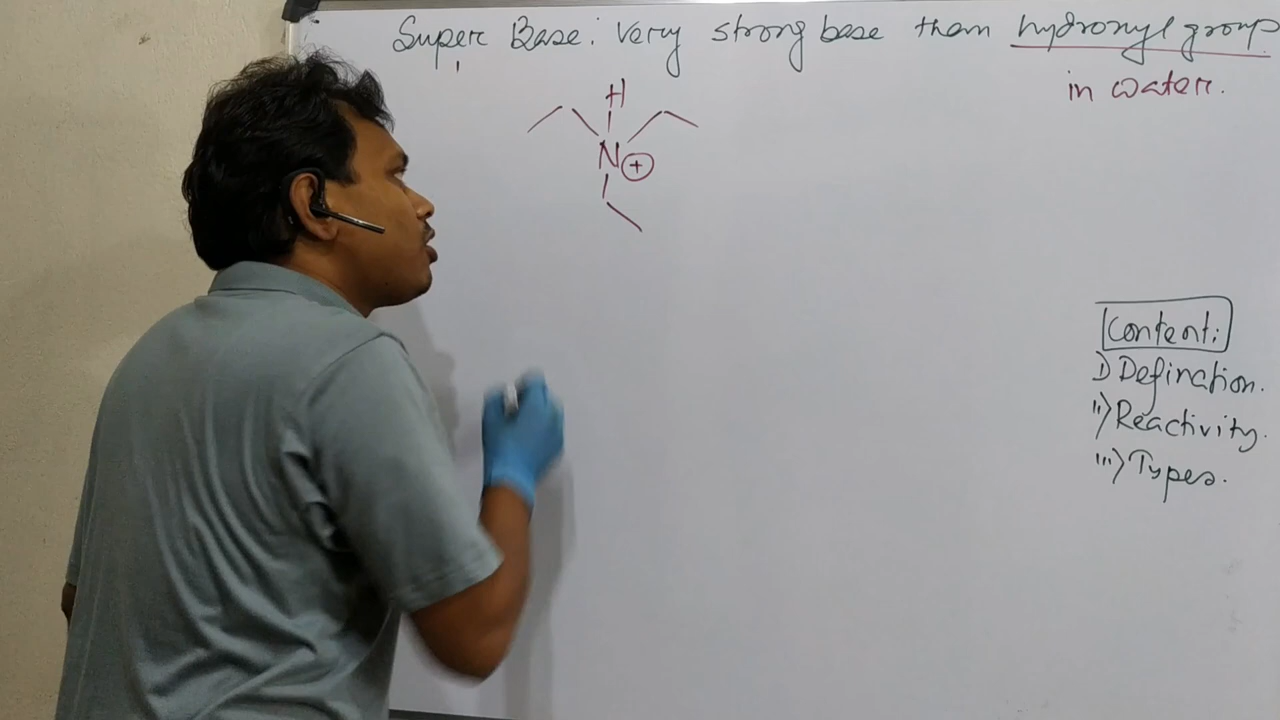 Super Base: Very strong base than hydroxyl group
in water.
H
N +
Content:
i) Defination.
ii) Reactivity.
iii) Types.